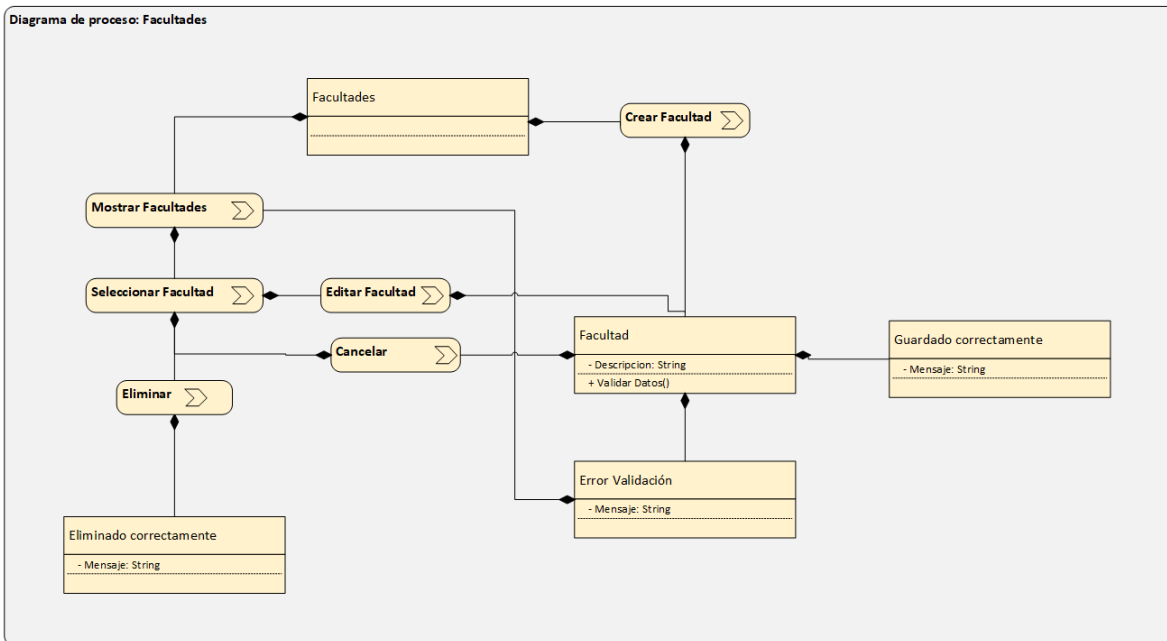 Diagrama de proceso: Facultades
Facultades
Crear Facultad
Mostrar Facultades
Seleccionar Facultad
Editar Facultad
Cancelar
Eliminar
Facultad
- Descripcion: String
+ Validar Datos()
Guardado correctamente
- Mensaje: String
Error Validación
- Mensaje: String
Eliminado correctamente
- Mensaje: String